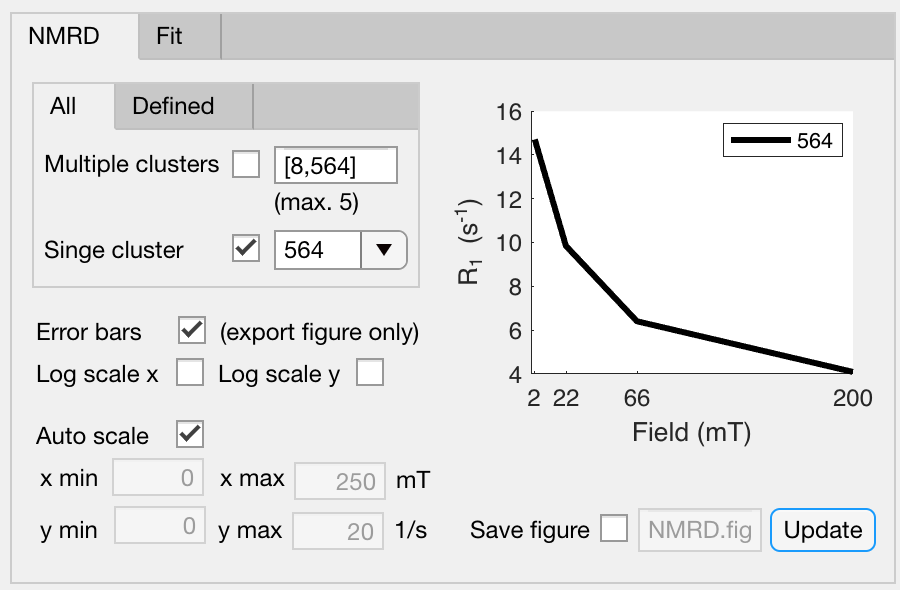 NMRD
Fit
All
Defined
Multiple clusters
[8,564]
(max. 5)
Singe cluster
564
Error bars
(export figure only)
Log scale x
Log scale y
Auto scale
x min
0
x max
250
mT
y min
0
y max
20
1/s
16
14
12
10
8
6
4
R1 (s-1)
564
2
22
66
200
Field (mT)
Save figure
NMRD.fig
Update